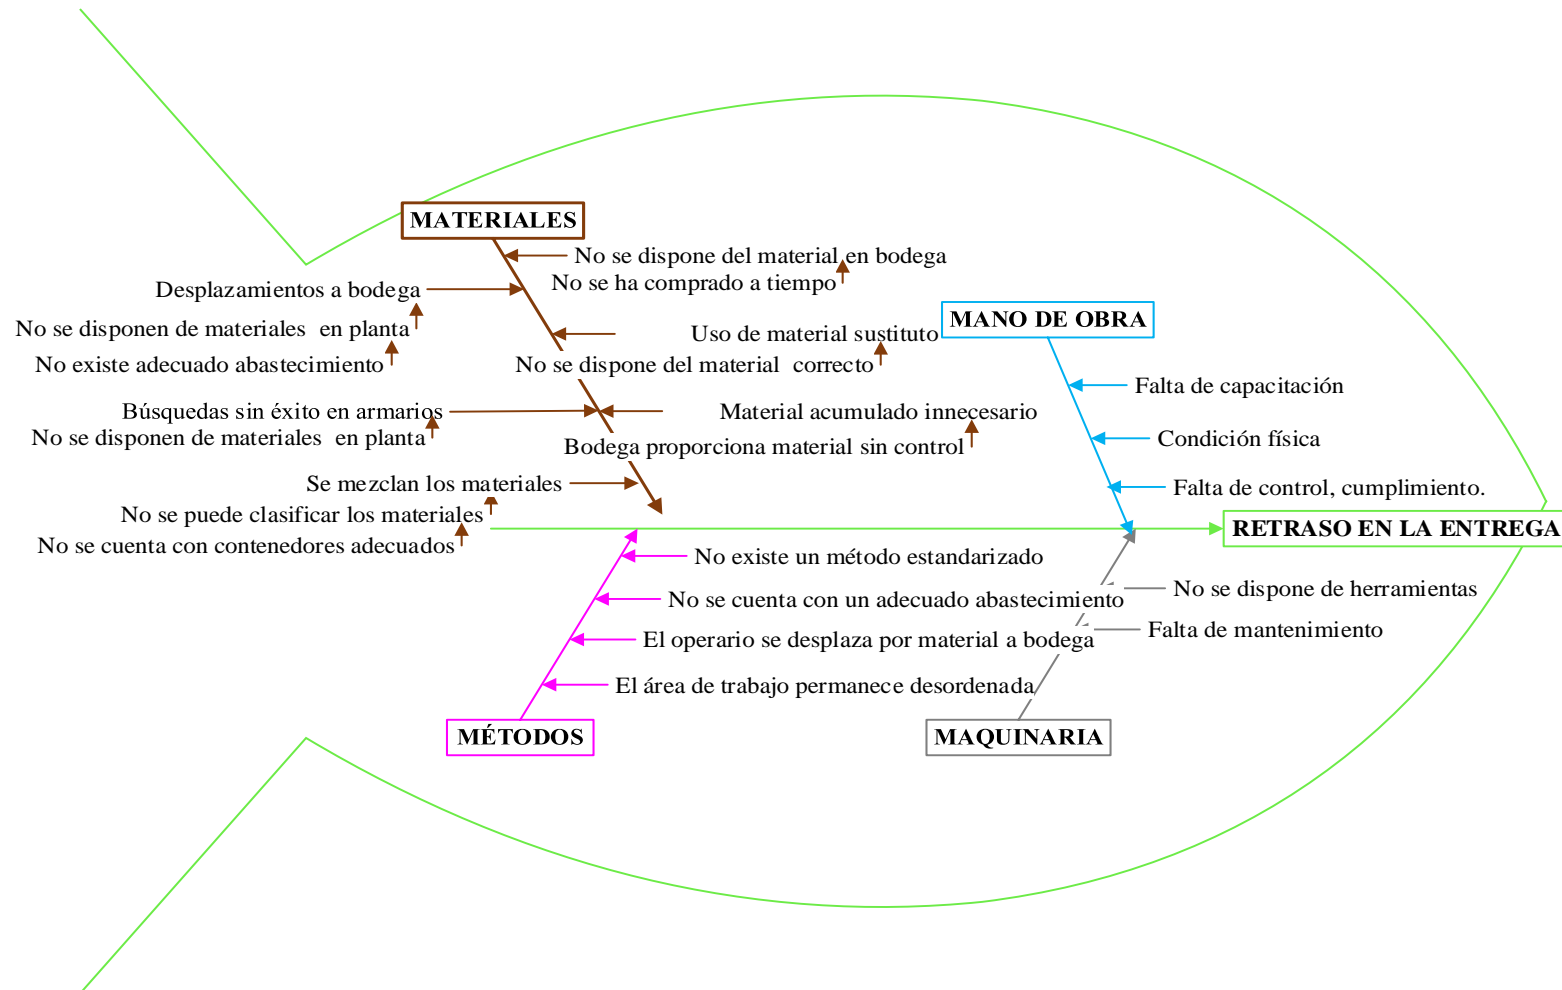 MATERIALES
No se dispone del material en bodega
No se ha comprado a tiempo
Desplazamientos a bodega
No se disponen de materiales en planta
No existe adecuado abastecimiento
Uso de material sustituto
No se dispone del material correcto
Búsquedas sin éxito en armarios
No se disponen de materiales en planta
Material acumulado innecesario
Bodega proporciona material sin control
Se mezclan los materiales
No se puede clasificar los materiales
No se cuenta con contenedores adecuados
MANO DE OBRA
Falta de capacitación
Condición física
Falta de control, cumplimiento.
RETRASO EN LA ENTREGA
No existe un método estandarizado
No se cuenta con un adecuado abastecimiento
El operario se desplaza por material a bodega
El área de trabajo permanece desordenada
MÉTODOS
No se dispone de herramientas
Falta de mantenimiento
MAQUINARIA